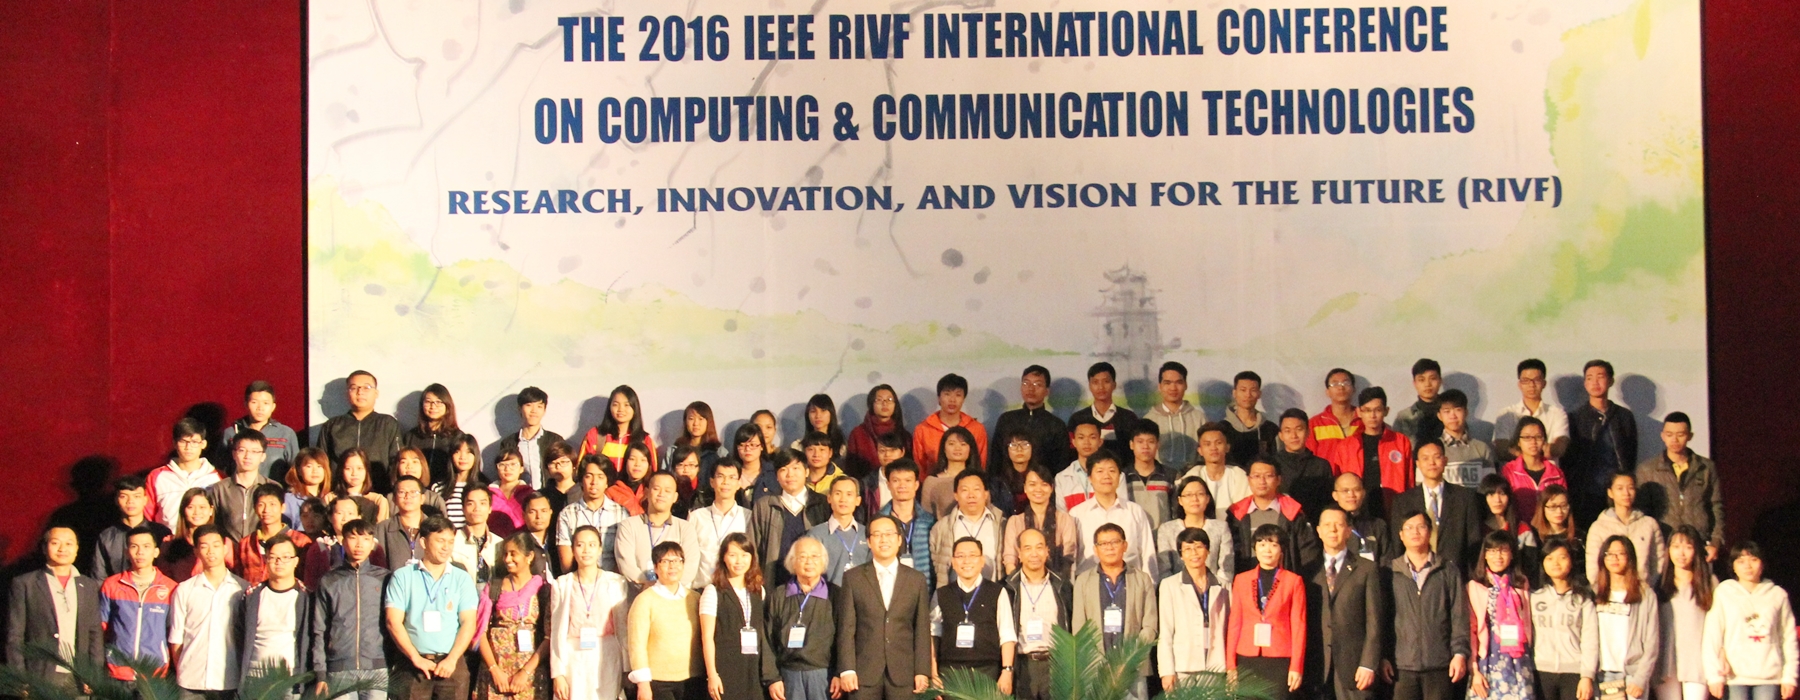 THE 2016 IEEE RIVF INTERNATIONAL CONFERENCE
ON COMPUTING & COMMUNICATION TECHNOLOGIES
RESEARCH, INNOVATION, AND VISION FOR THE FUTURE (RIVF)